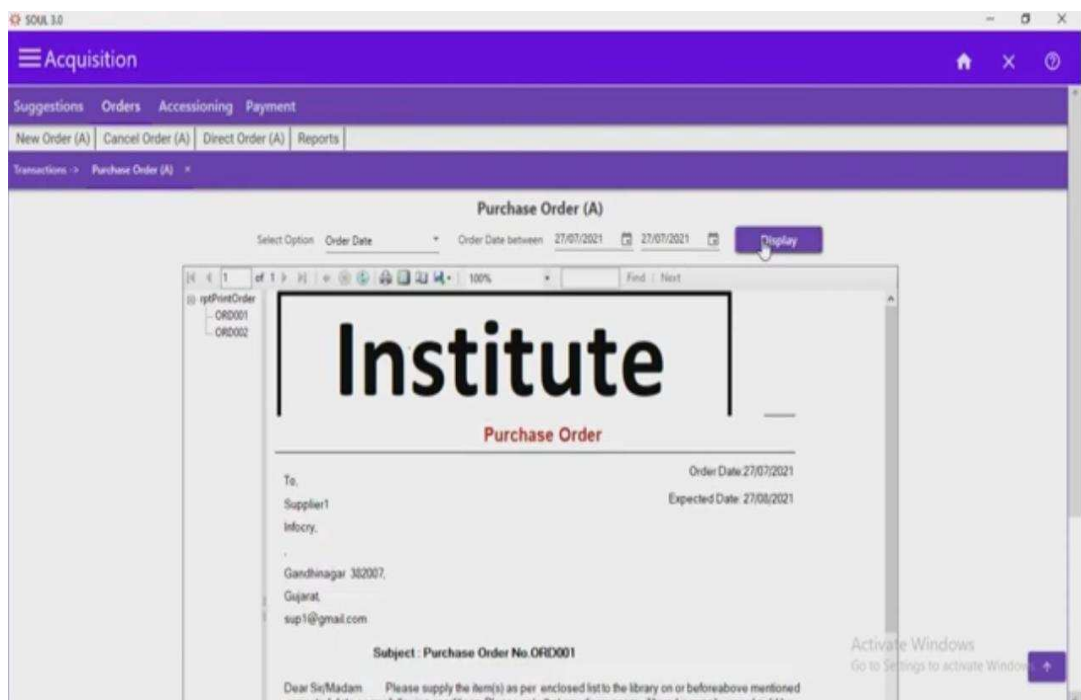 SOUL 3.0
Acquisition
Suggestions Orders Accessioning Payment
New Order (A) Cancel Order (A) Direct Order (A) Reports
Transactions -> Purchase Order (A) ×
Purchase Order (A)
Select Option Order Date Order Date between 27/07/2021 27/07/2021 Display
1 of 1 100% Find | Next
rptPrintOrder
ORD001
ORD002
Institute
Purchase Order
Order Date:27/07/2021
To,
Expected Date: 27/08/2021
Supplier1
Infocry,
,
Gandhinagar 382007,
Gujarat,
sup1@gmail.com
Subject : Purchase Order No.ORD001
Activate Windows
Go to Settings to activate Windows
Dear Sir/Madam Please supply the item(s) as per enclosed list to the library on or beforeabove mentioned